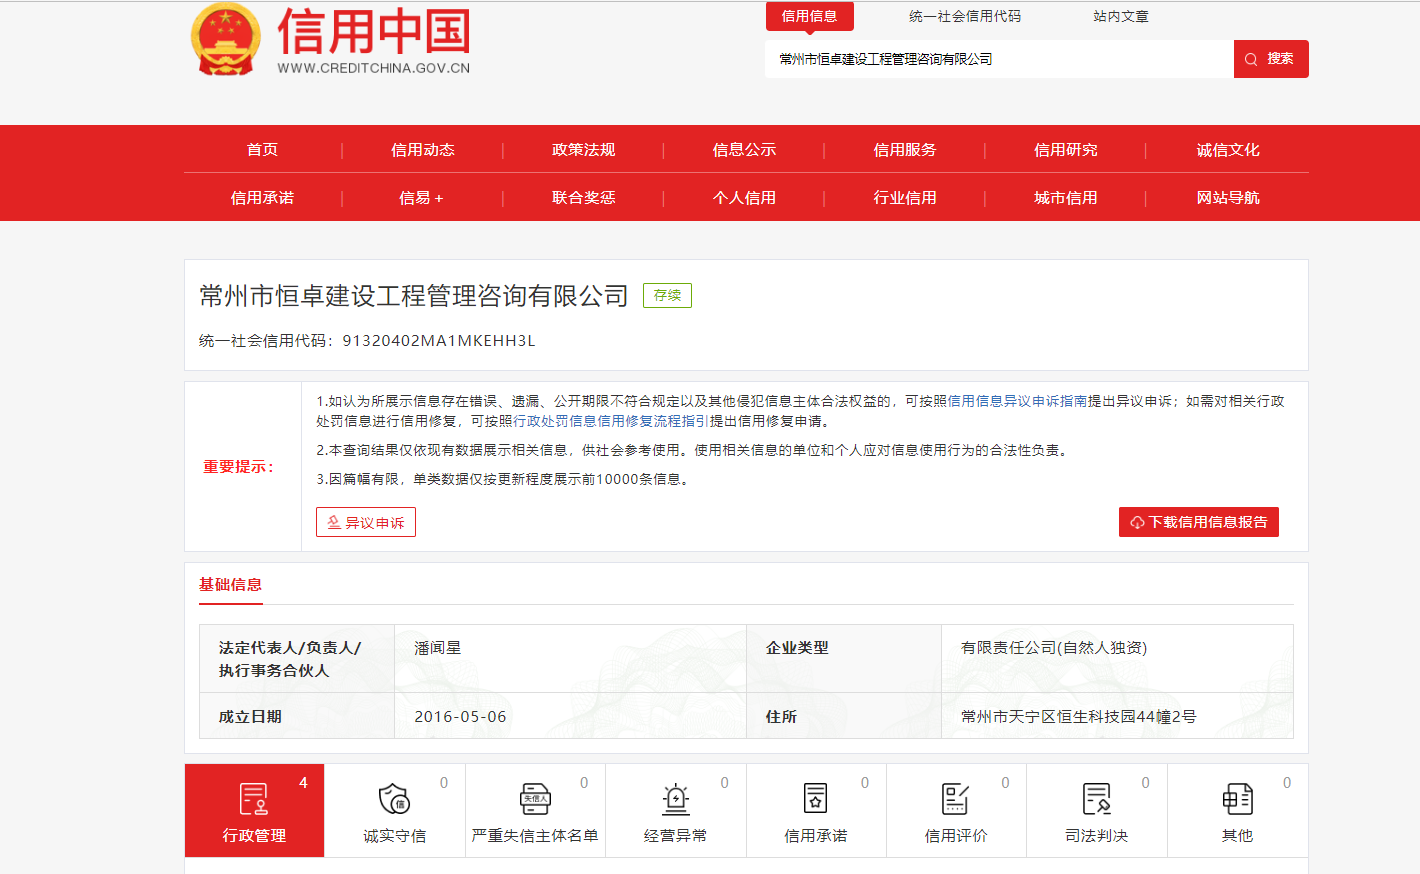 信用中国
WWW.CREDITCHINA.GOV.CN
信用信息 统一社会信用代码 站内文章
常州市恒卓建设工程管理咨询有限公司 搜索
首页 信用动态 政策法规 信息公示 信用服务 信用研究 诚信文化
信用承诺 信易+ 联合奖惩 个人信用 行业信用 城市信用 网站导航
常州市恒卓建设工程管理咨询有限公司 存续
统一社会信用代码：91320402MA1MKEHH3L
重要提示：
1.如认为所展示信息存在错误、遗漏、公开期限不符合规定以及其他侵犯信息主体合法权益的，可按照信用信息异议申诉指南提出异议申诉；如需对相关行政
处罚信息进行信用修复，可按照行政处罚信息信用修复流程指引提出信用修复申请。
2.本查询结果仅依现有数据展示相关信息，供社会参考使用。使用相关信息的单位和个人应对信息使用行为的合法性负责。
3.因篇幅有限，单类数据仅按更新程度展示前10000条信息。
异议申诉 下载信用信息报告
基础信息
法定代表人/负责人/
执行事务合伙人
潘闻星 企业类型 有限责任公司(自然人独资)
成立日期 2016-05-06 住所 常州市天宁区恒生科技园44幢2号
4 0 0 0 0 0 0 0
信
失信人
行政管理 诚实守信 严重失信主体名单 经营异常 信用承诺 信用评价 司法判决 其他